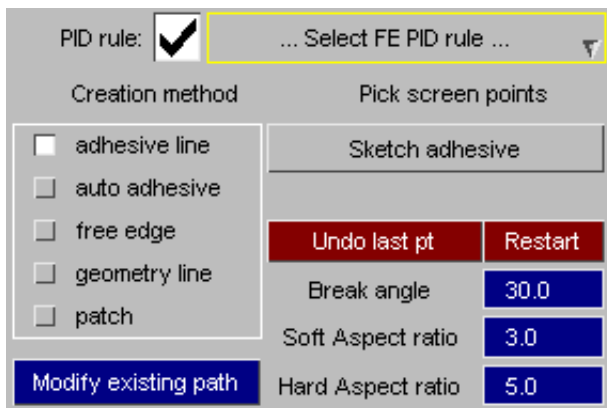 PID rule: ... Select FE PID rule ...
Creation method Pick screen points
adhesive line Sketch adhesive
auto adhesive
free edge Undo last pt Restart
geometry line Break angle 30.0
patch Soft Aspect ratio 3.0
Modify existing path Hard Aspect ratio 5.0